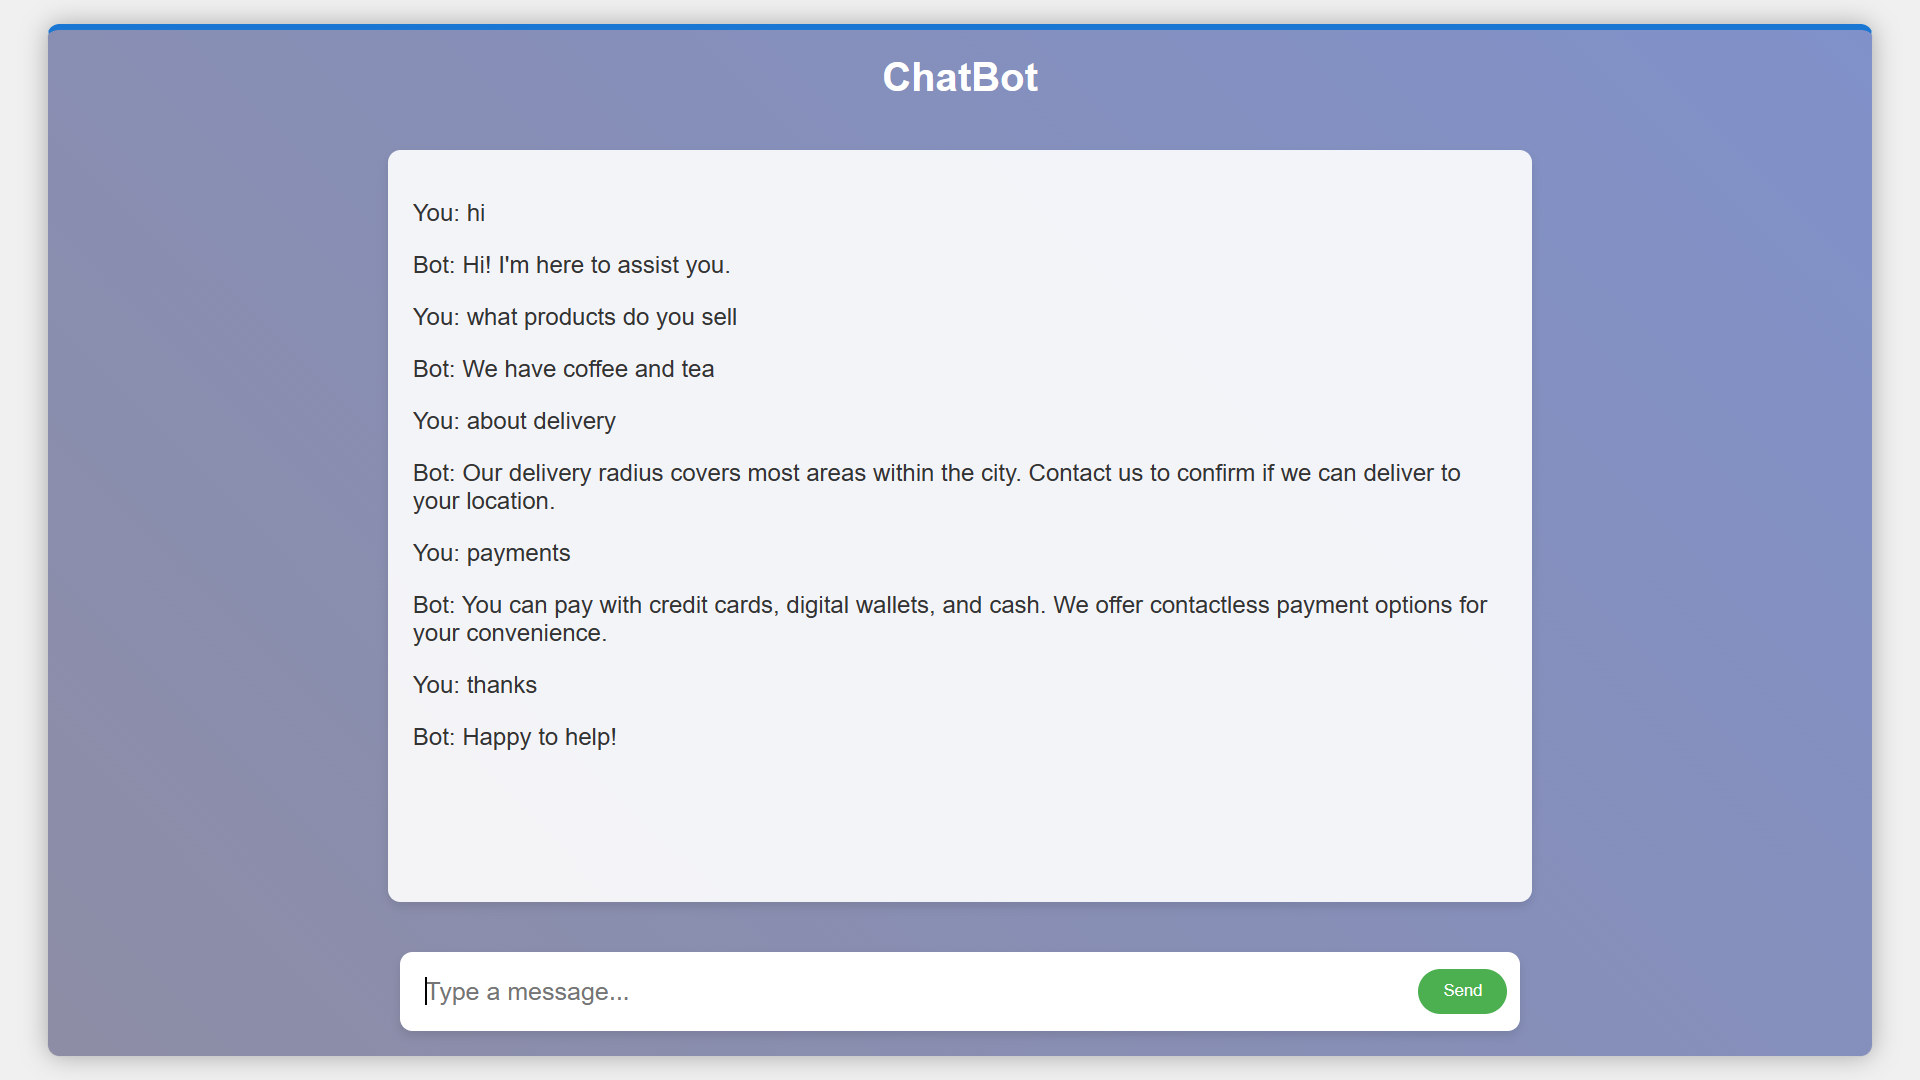 ChatBot
You: hi
Bot: Hi! I'm here to assist you.
You: what products do you sell
Bot: We have coffee and tea
You: about delivery
Bot: Our delivery radius covers most areas within the city. Contact us to confirm if we can deliver to
your location.
You: payments
Bot: You can pay with credit cards, digital wallets, and cash. We offer contactless payment options for
your convenience.
You: thanks
Bot: Happy to help!
Type a message...
Send